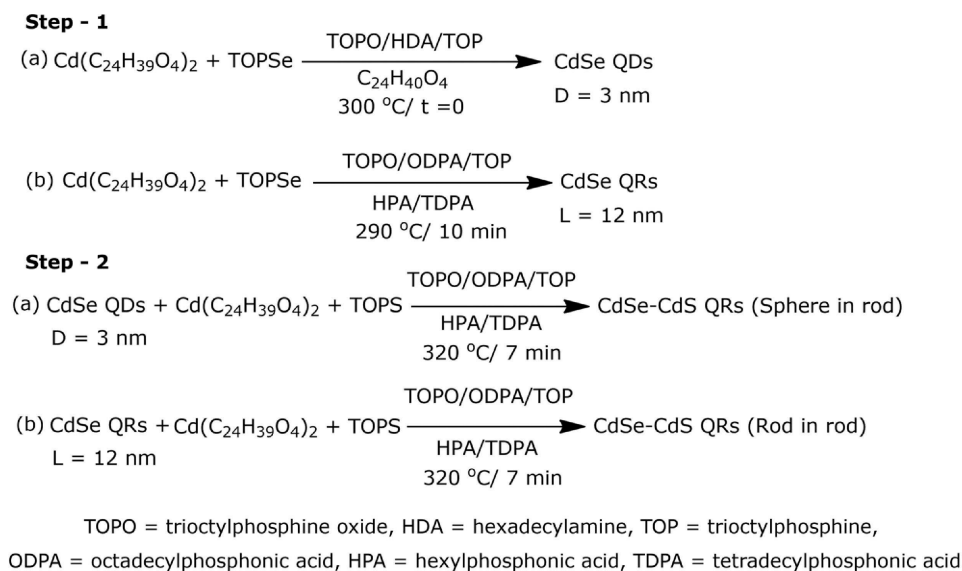 Step - 1
(a) Cd(C₂₄H₃₉O₄)₂ + TOPSe TOPO/HDA/TOP CdSe QDs
C₂₄H₄₀O₄ D = 3 nm
300 ⁰C/ t =0
(b) Cd(C₂₄H₃₉O₄)₂ + TOPSe TOPO/ODPA/TOP CdSe QRs
HPA/TDPA L = 12 nm
290 ⁰C/ 10 min
Step - 2
(a) CdSe QDs + Cd(C₂₄H₃₉O₄)₂ + TOPS TOPO/ODPA/TOP CdSe-CdS QRs (Sphere in rod)
D = 3 nm HPA/TDPA
320 ⁰C/ 7 min
(b) CdSe QRs + Cd(C₂₄H₃₉O₄)₂ + TOPS TOPO/ODPA/TOP CdSe-CdS QRs (Rod in rod)
L = 12 nm HPA/TDPA
320 ⁰C/ 7 min
TOPO = trioctylphosphine oxide, HDA = hexadecylamine, TOP = trioctylphosphine,
ODPA = octadecylphosphonic acid, HPA = hexylphosphonic acid, TDPA = tetradecylphosphonic acid